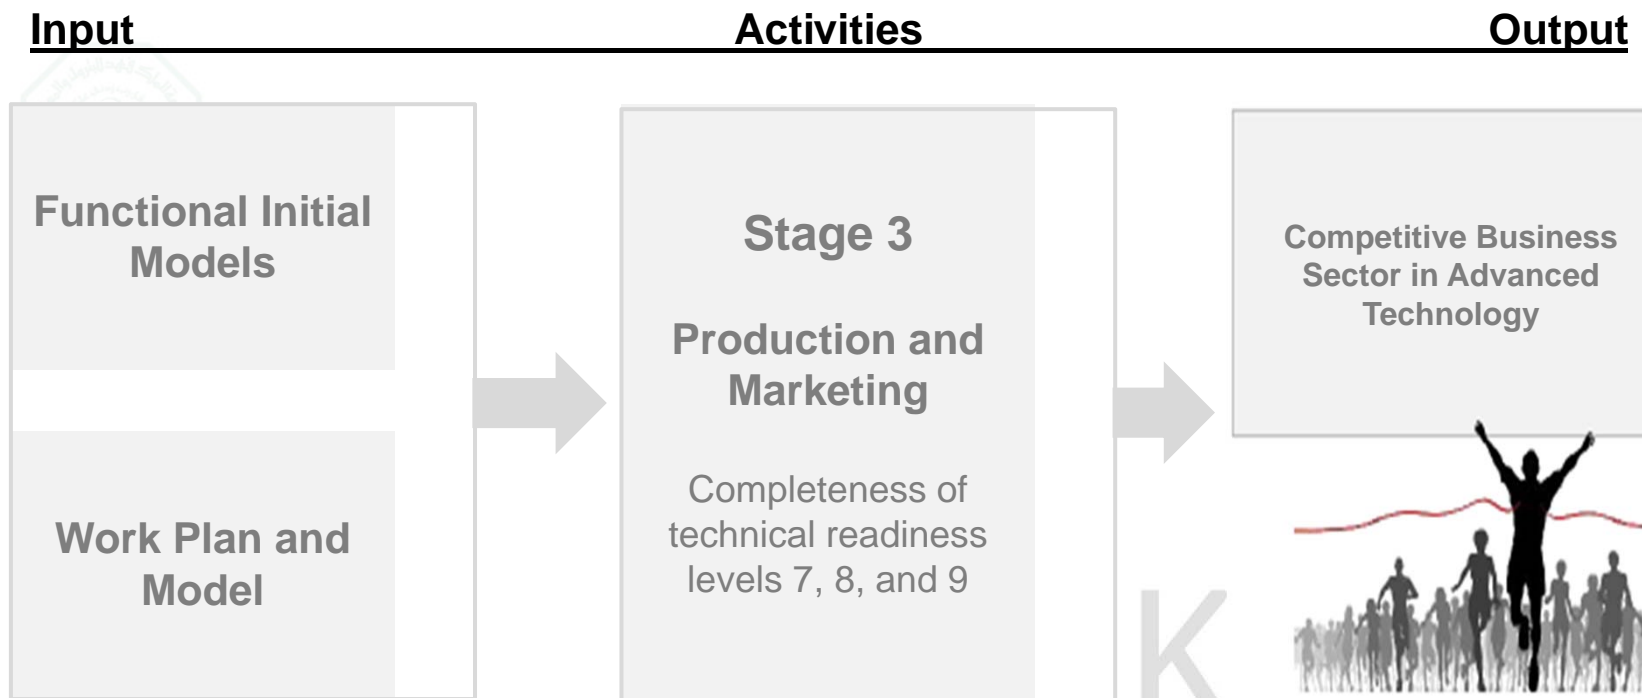 Input Activities Output
Functional Initial
Models
Work Plan and
Model
Stage 3
Production and
Marketing
Completeness of
technical readiness
levels 7, 8, and 9
Competitive Business
Sector in Advanced
Technology
K